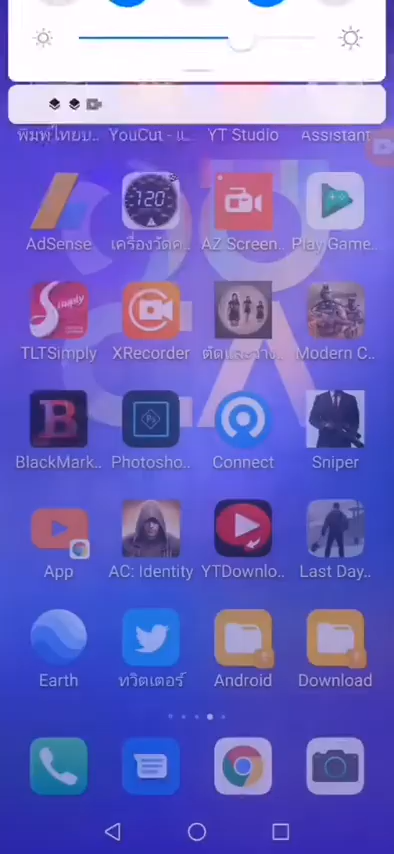 พิมพ์ไทยบ.. YouCut - แ.. YT Studio Assistant
AdSense เครื่องวัดค.. AZ Screen.. Play Game..
TLTSimply XRecorder ตัดและวาง.. Modern C..
BlackMark.. Photosho.. Connect Sniper
App AC: Identity YTDownlo.. Last Day..
Earth ทวิตเตอร์ Android Download